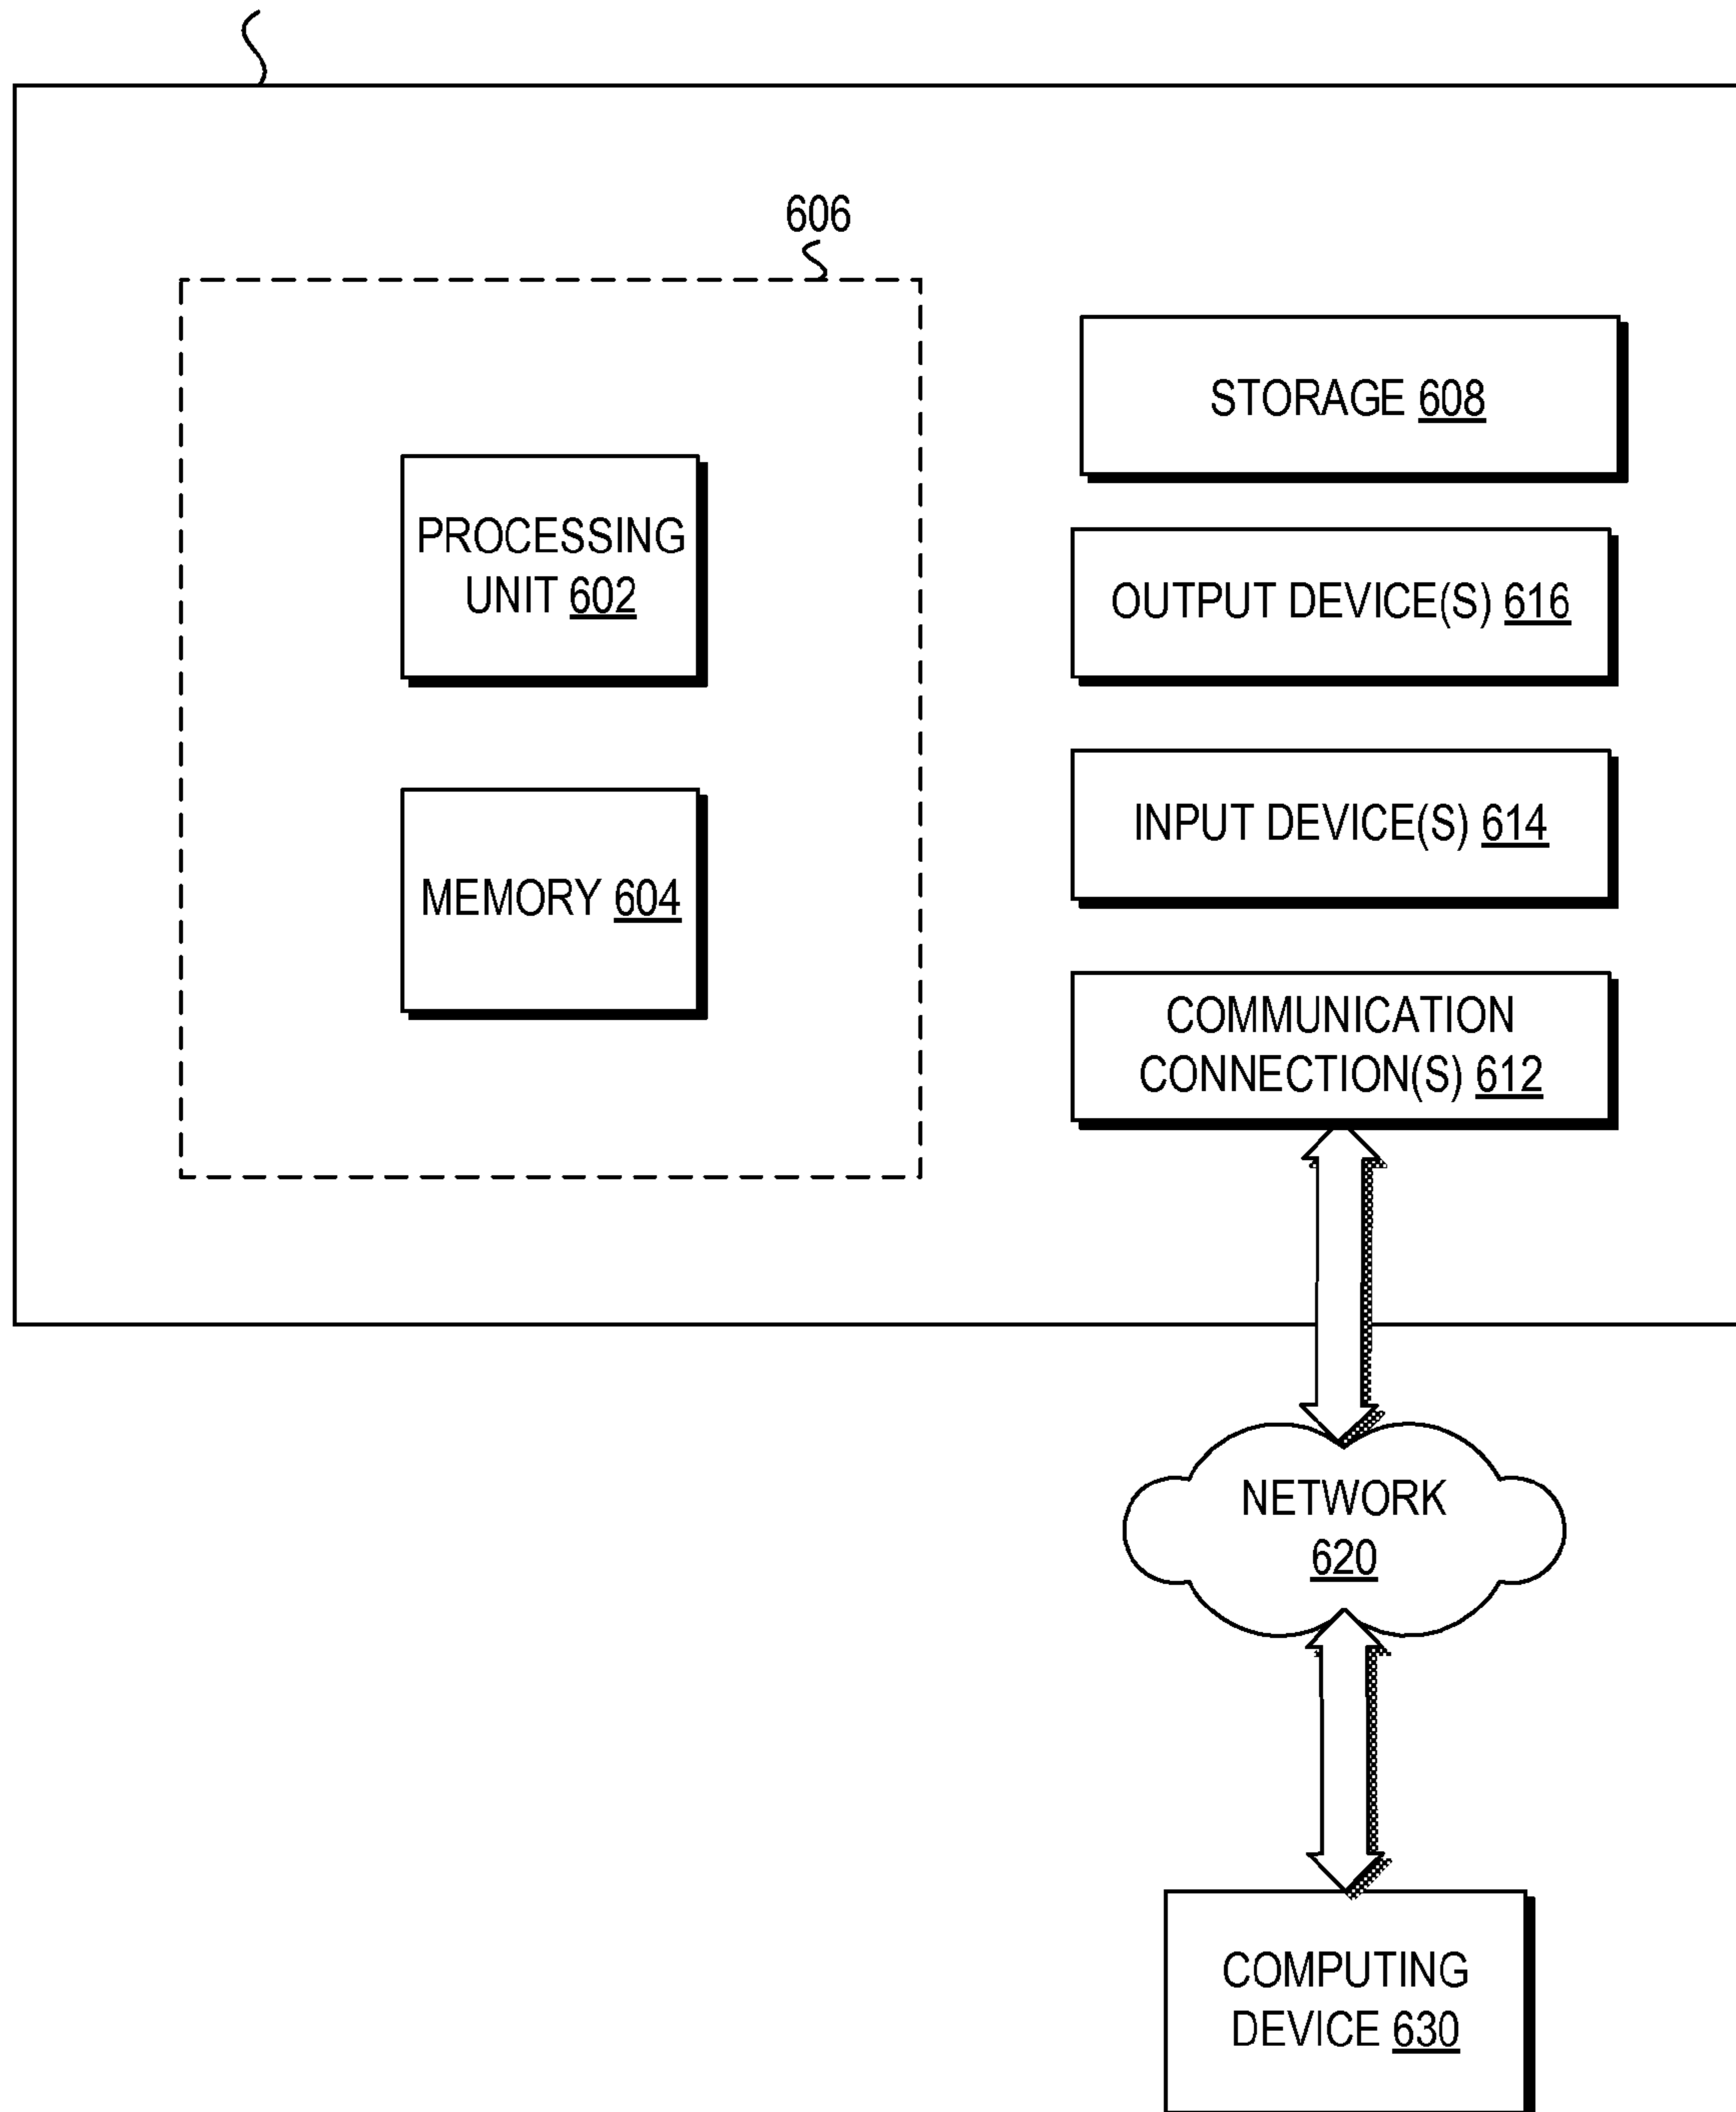 606
PROCESSING
UNIT 602
MEMORY 604
STORAGE 608
OUTPUT DEVICE(S) 616
INPUT DEVICE(S) 614
COMMUNICATION
CONNECTION(S) 612
NETWORK
620
COMPUTING
DEVICE 630